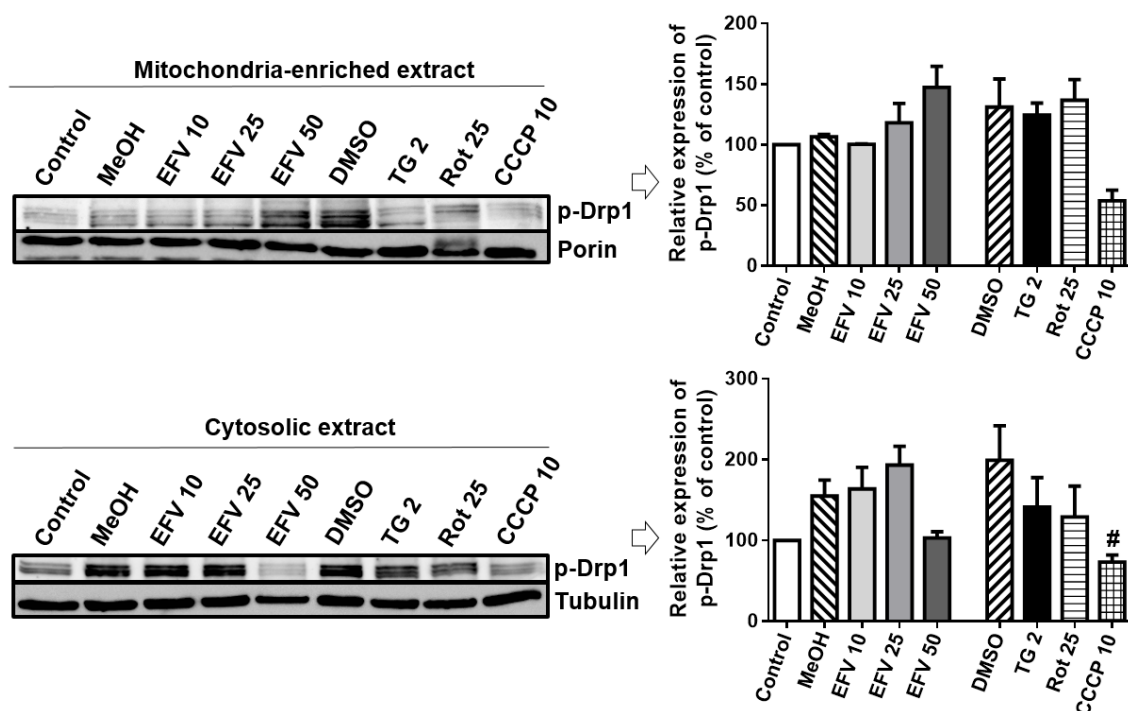 Mitochondria-enriched extract
Control MeOH EFV 10 EFV 25 EFV 50 DMSO TG 2 Rot 25 CCCP 10
p-Drp1
Porin
Relative expression of
p-Drp1 (% of control)
200
150
100
50
0
Control MeOH EFV 10 EFV 25 EFV 50 DMSO TG 2 Rot 25 CCCP 10
Cytosolic extract
Control MeOH EFV 10 EFV 25 EFV 50 DMSO TG 2 Rot 25 CCCP 10
p-Drp1
Tubulin
Relative expression of
p-Drp1 (% of control)
300
200
100
0
#
Control MeOH EFV 10 EFV 25 EFV 50 DMSO TG 2 Rot 25 CCCP 10